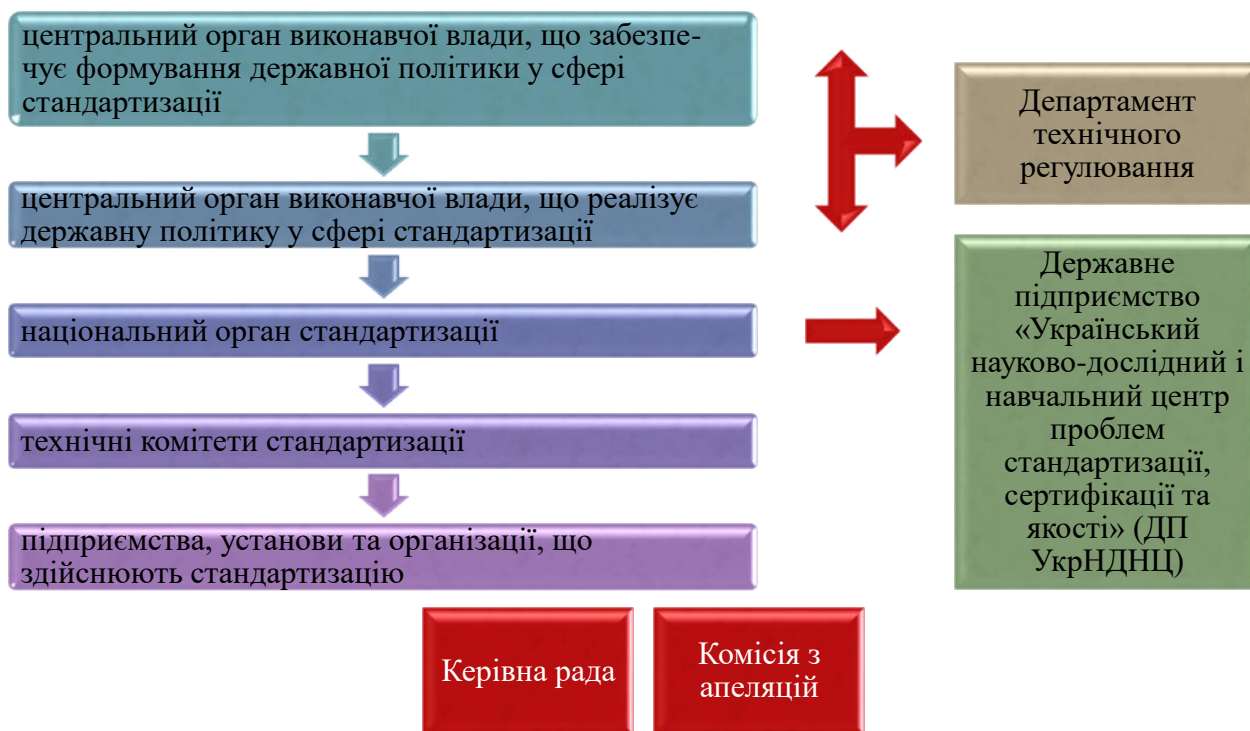 центральний орган виконавчої влади, що забезпе-
чує формування державної політики у сфері
стандартизації
центральний орган виконавчої влади, що реалізує
державну політику у сфері стандартизації
національний орган стандартизації
технічні комітети стандартизації
підприємства, установи та організації, що
здійснюють стандартизацію
Департамент
технічного
регулювання
Державне
підприємство
«Український
науково-дослідний і
навчальний центр
проблем
стандартизації,
сертифікації та
якості» (ДП
УкрНДНЦ)
Керівна рада
Комісія з
апеляцій